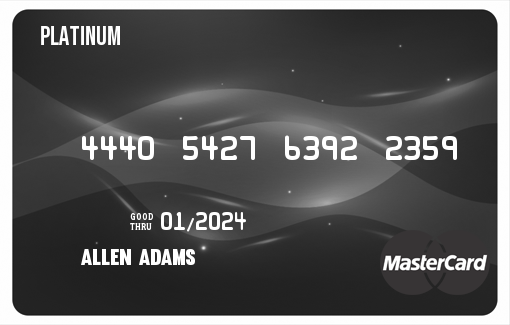 PLATINUM
4440 5427 6392 2359
GOOD THRU 01/2024
ALLEN ADAMS
MasterCard